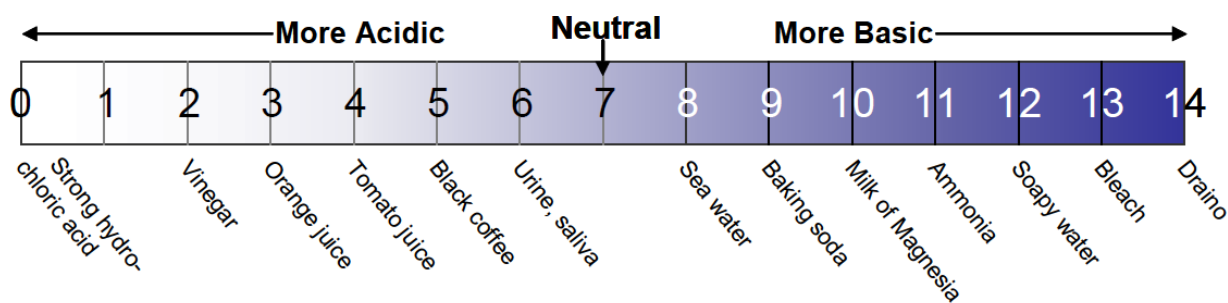 More Acidic Neutral More Basic
0 1 2 3 4 5 6 7 8 9 10 11 12 13 14
Strong hydro-
chloric acid
Vinegar
Orange juice
Tomato juice
Black coffee
Urine, saliva
Sea water
Baking soda
Milk of Magnesia
Ammonia
Soapy water
Bleach
Draino